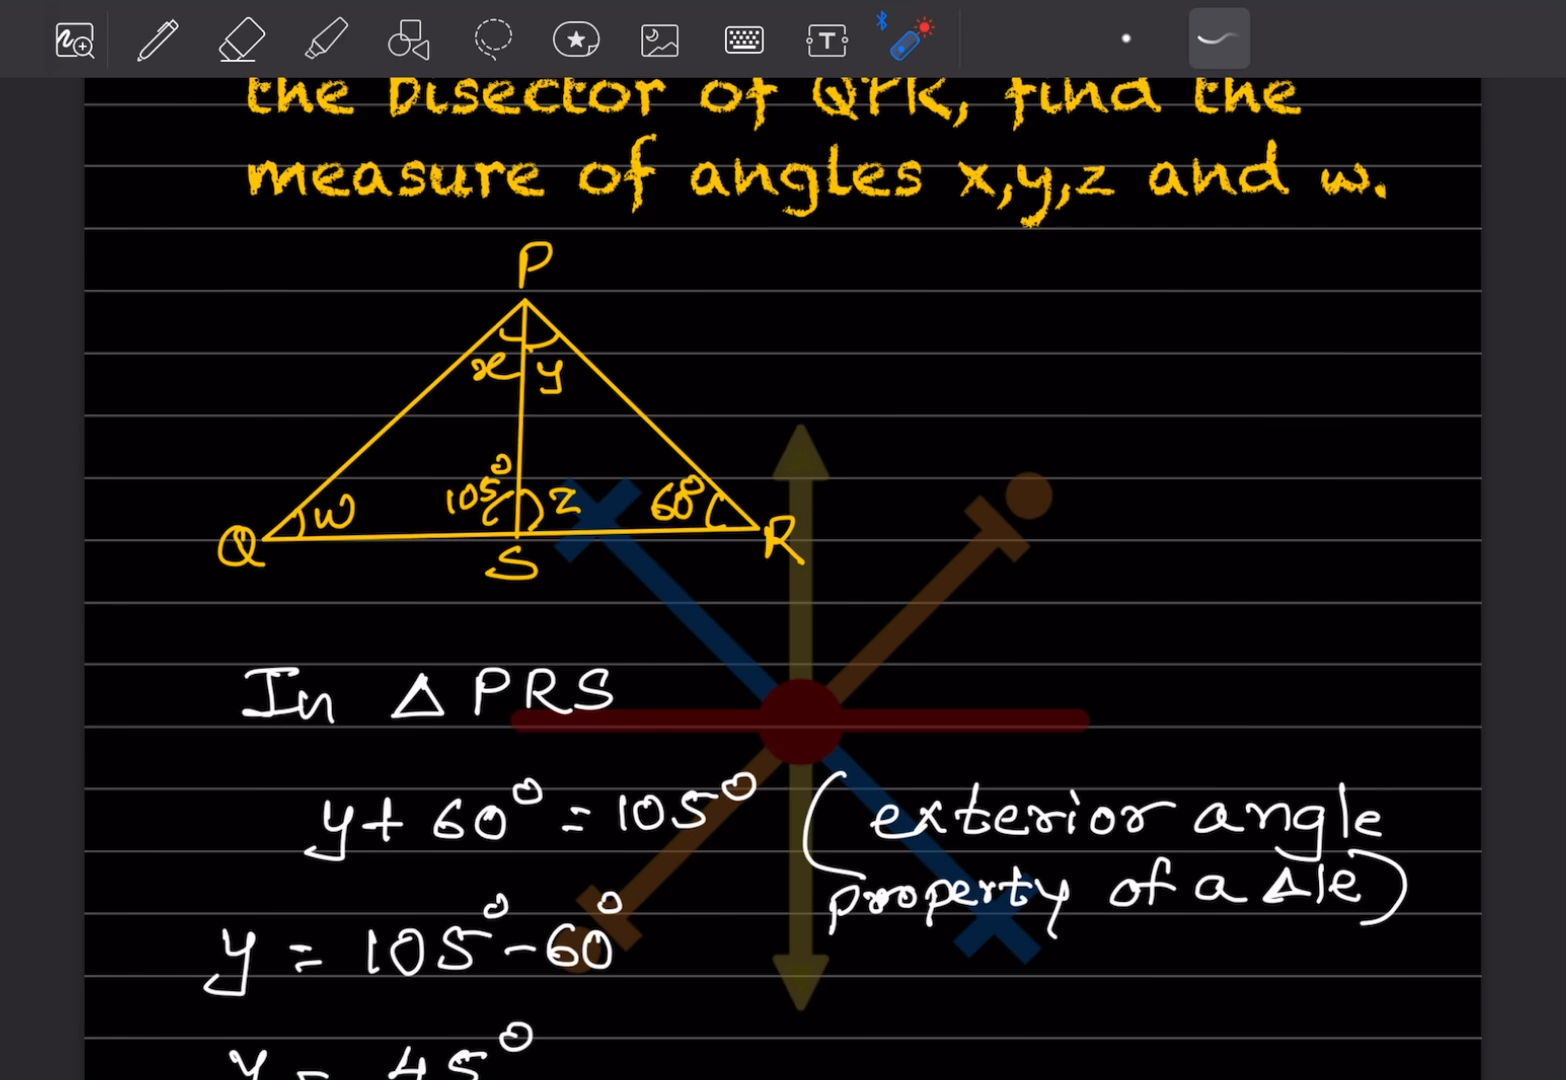 the bisector of QPR, find the
measure of angles x,y,z and w.
P
x y
105° z 60°
w
Q S R
In △ PRS
y + 60° = 105° (exterior angle
property of a △le)
y = 105° - 60°
y = 45°